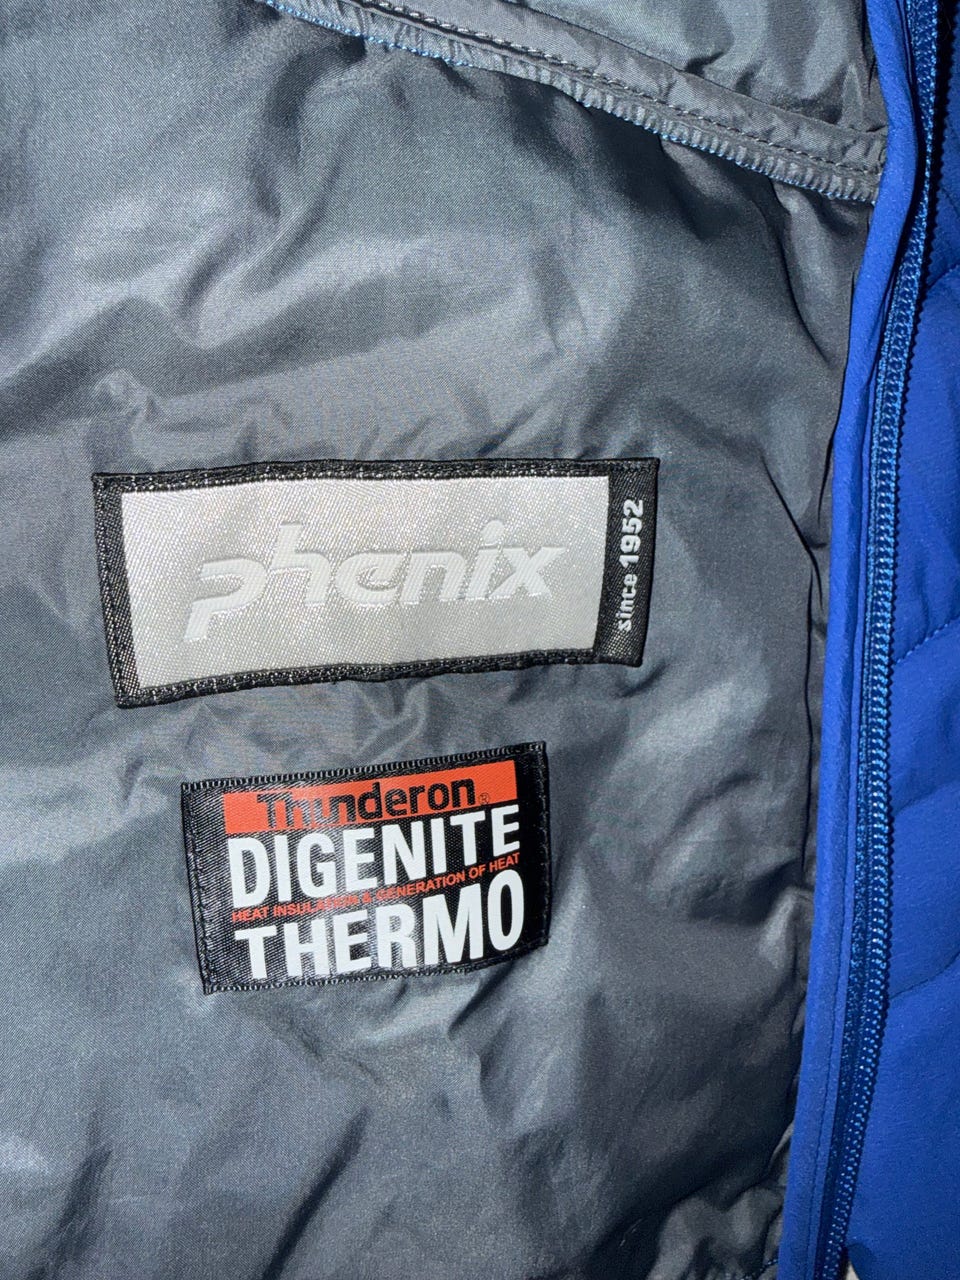 phenix
since 1952
Thunderon®
DIGENITE
HEAT INSULATION & GENERATION OF HEAT
THERMO